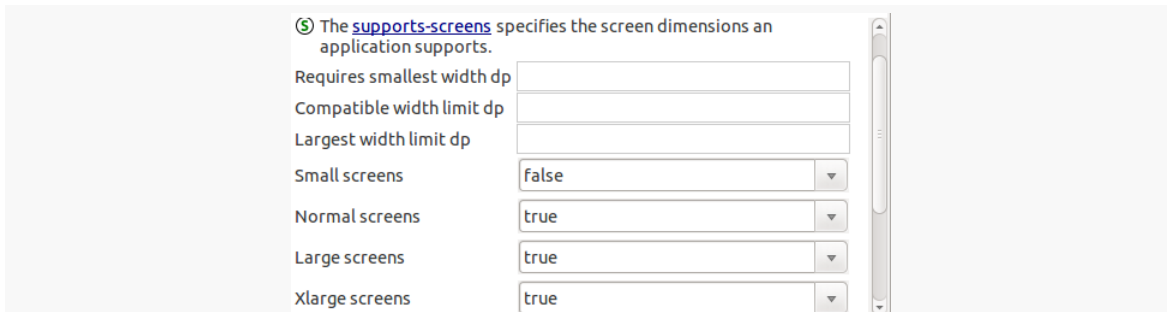 S The supports-screens specifies the screen dimensions an
application supports.
Requires smallest width dp
Compatible width limit dp
Largest width limit dp
Small screens false
Normal screens true
Large screens true
Xlarge screens true